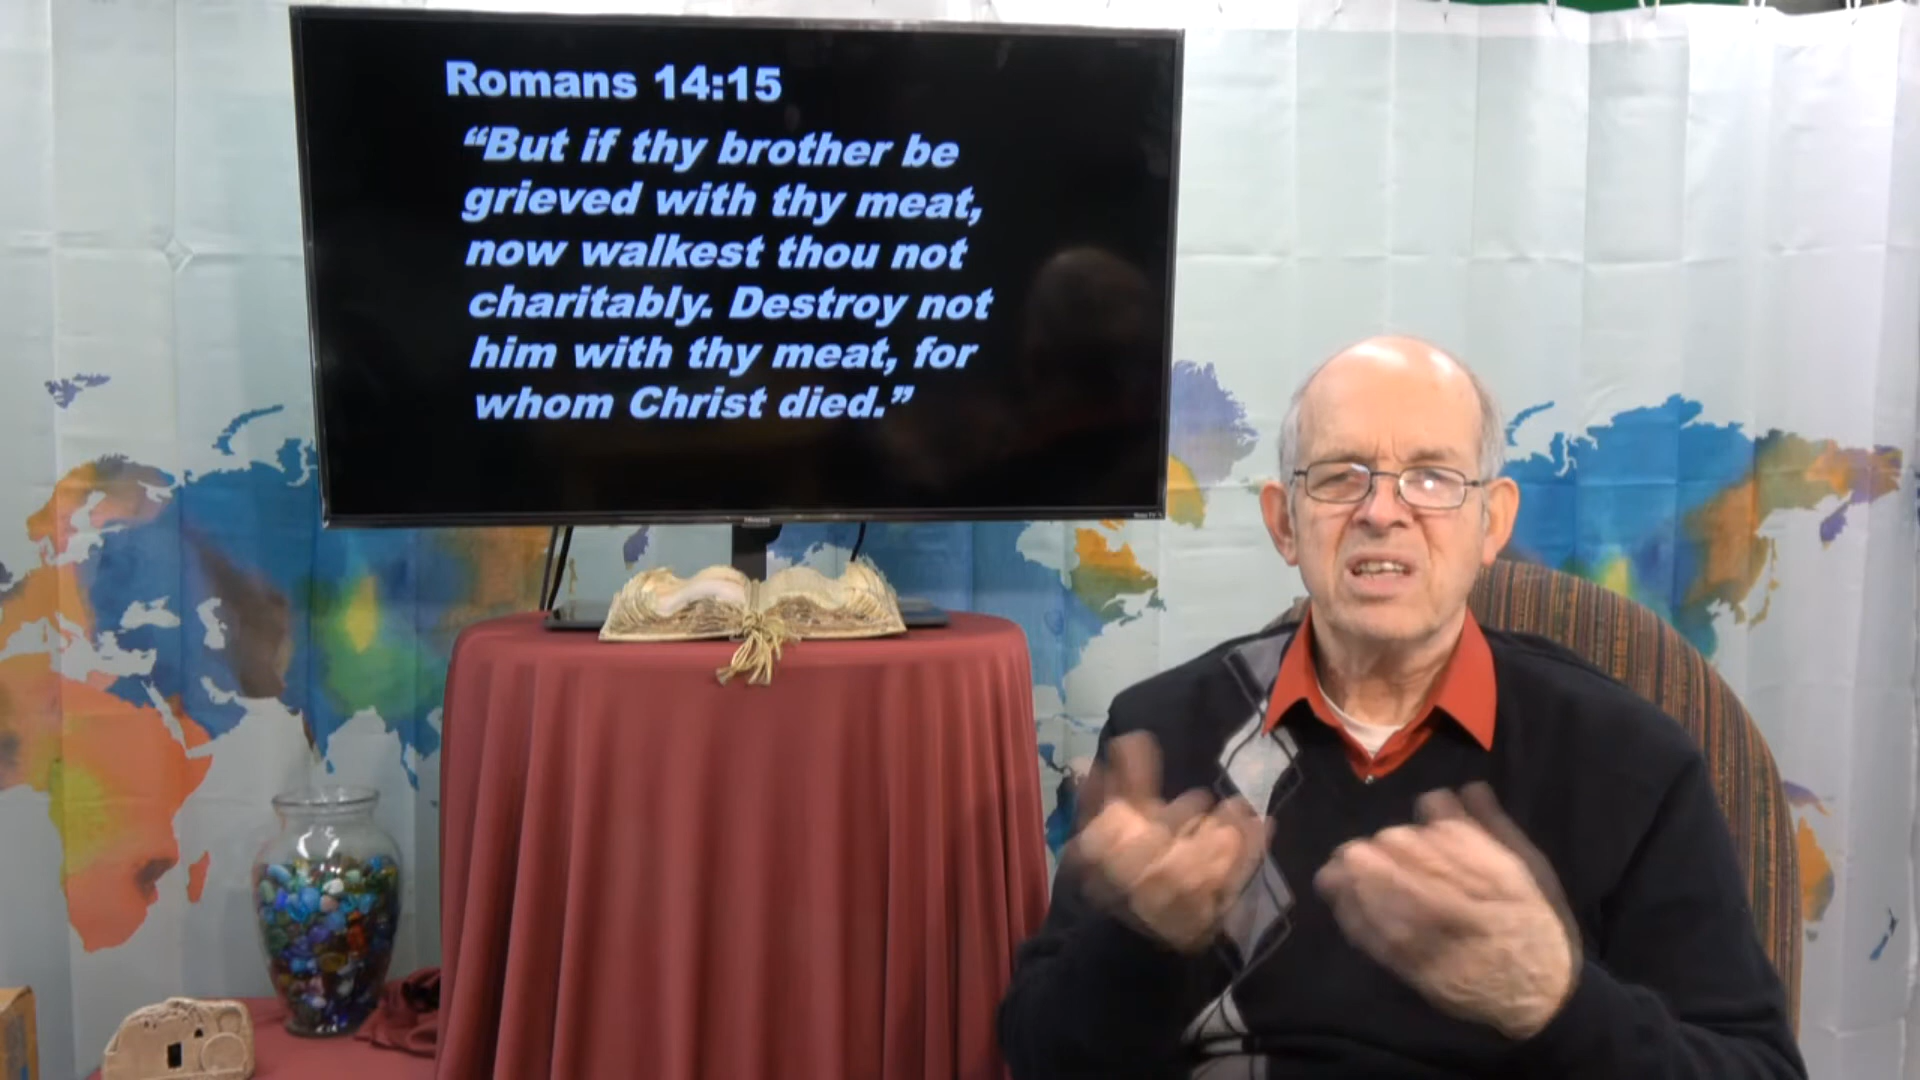 Romans 14:15
“But if thy brother be
grieved with thy meat,
now walkest thou not
charitably. Destroy not
him with thy meat, for
whom Christ died.”